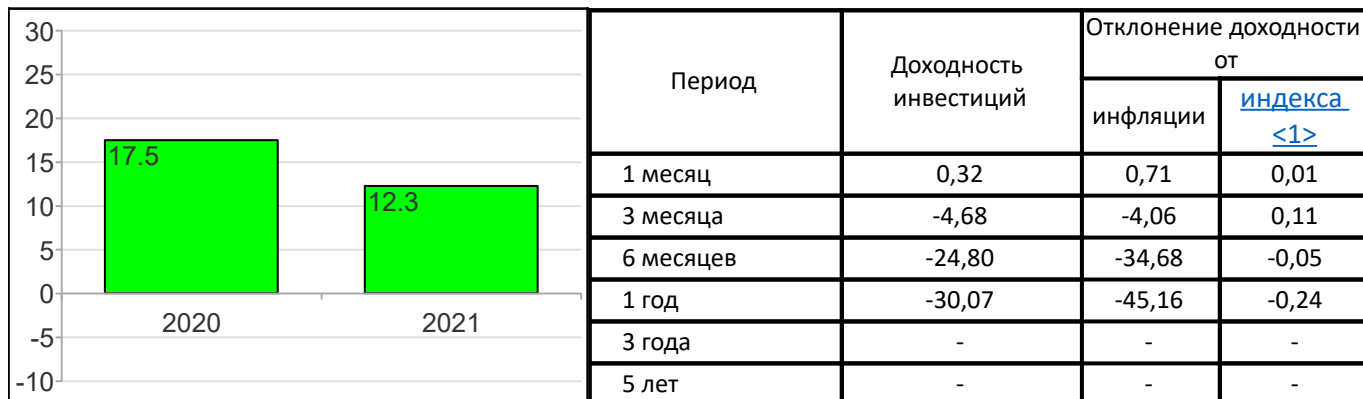 30
25
20
15
10
5
0
-5
-10
17.5
12.3
2020
2021
Период
Доходность
инвестиций
Отклонение доходности
от
инфляции
индекса
<1>
1 месяц 0,32 0,71 0,01
3 месяца -4,68 -4,06 0,11
6 месяцев -24,80 -34,68 -0,05
1 год -30,07 -45,16 -0,24
3 года - - -
5 лет - - -